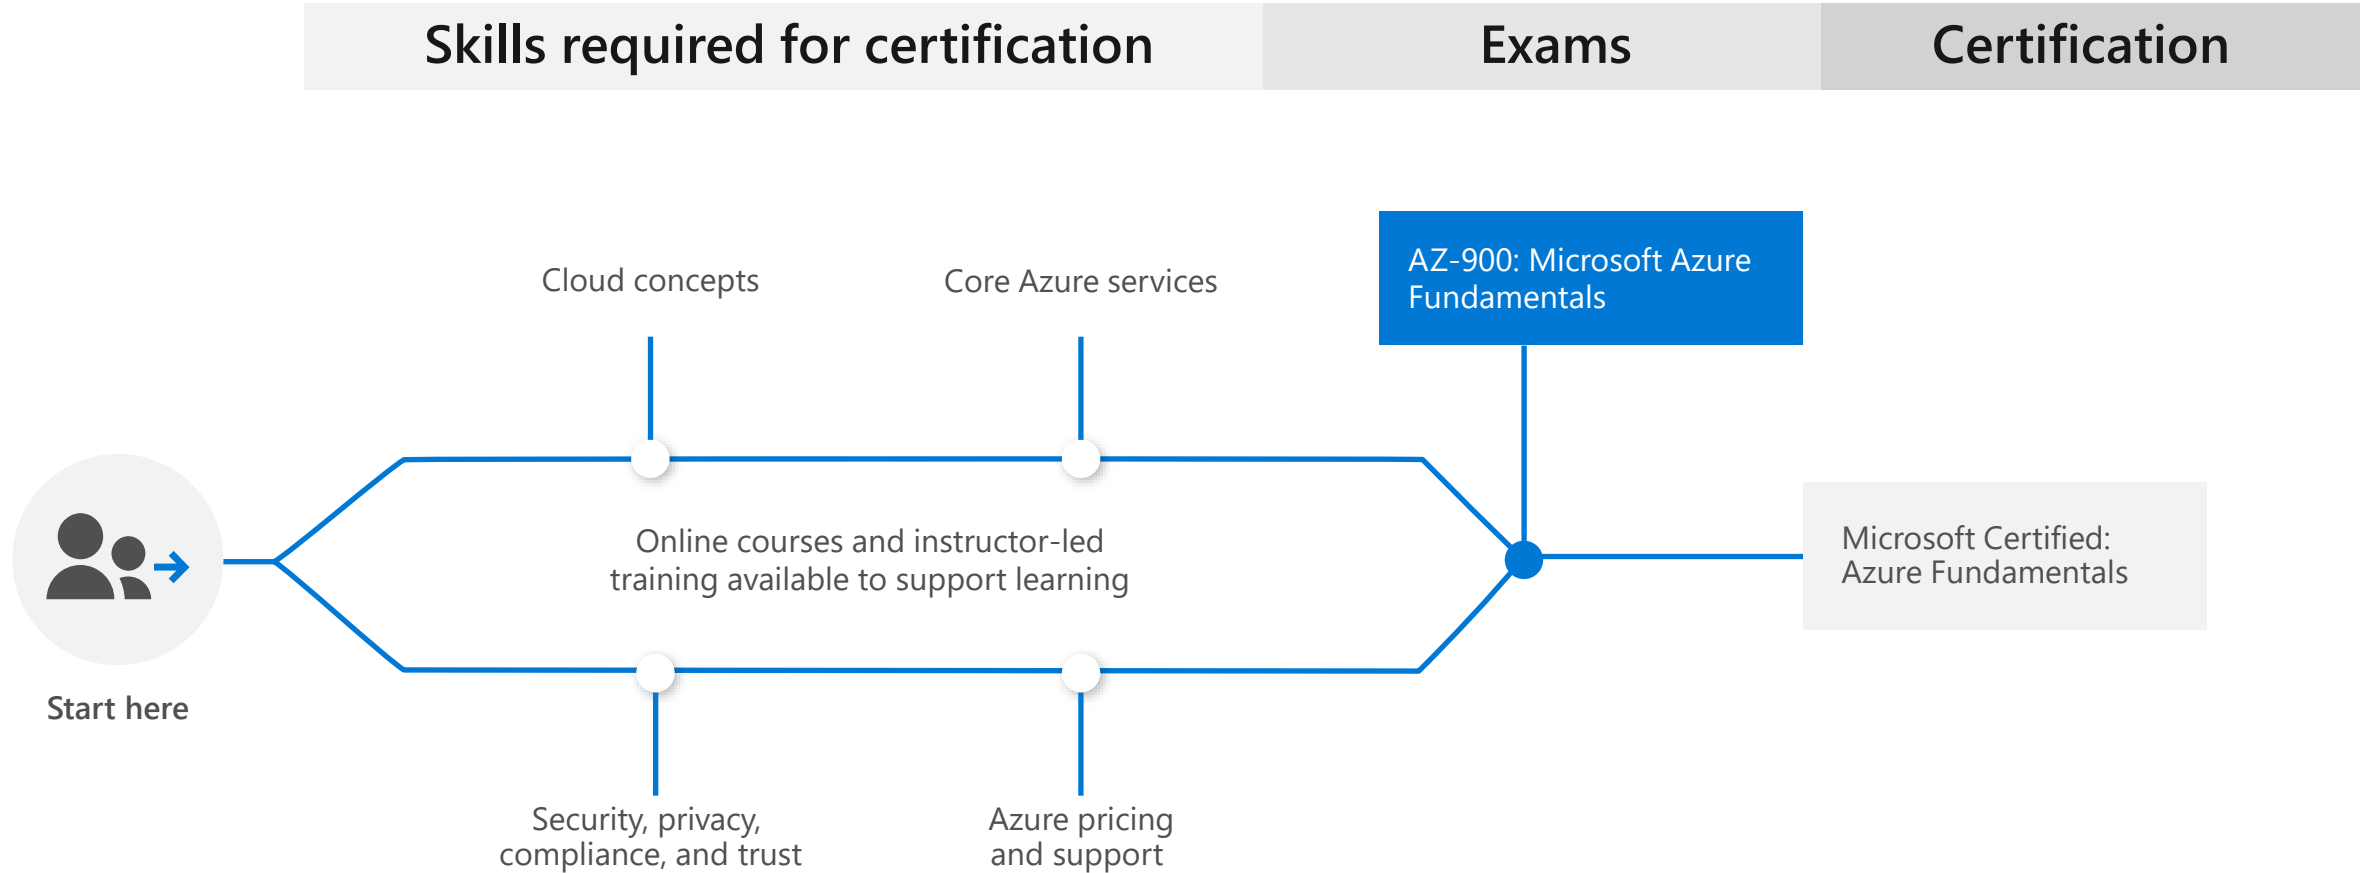 Skills required for certification
Exams
Certification
Cloud concepts
Core Azure services
AZ-900: Microsoft Azure
Fundamentals
Online courses and instructor-led
training available to support learning
Microsoft Certified:
Azure Fundamentals
Start here
Security, privacy,
compliance, and trust
Azure pricing
and support